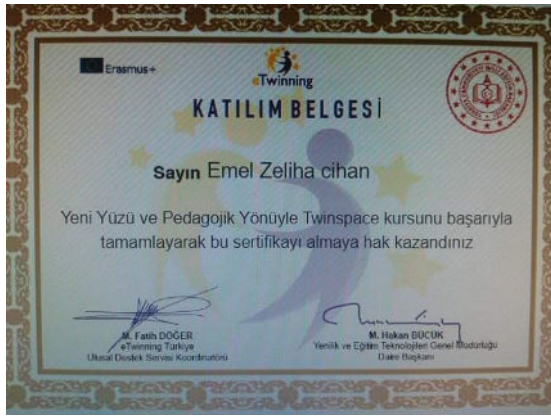 Erasmus+
eTwinning
KATILIM BELGESİ
Sayın Emel Zeliha cihan
Yeni Yüzü ve Pedagojik Yönüyle Twinspace kursunu başarıyla
tamamlayarak bu sertifikayı almaya hak kazandınız
M. Fatih DÖĞER
eTwinning Türkiye
Ulusal Destek Servisi Koordinatörü
M. Hakan BÜCÜK
Yenilik ve Eğitim Teknolojileri Genel Müdürlüğü
Daire Başkanı